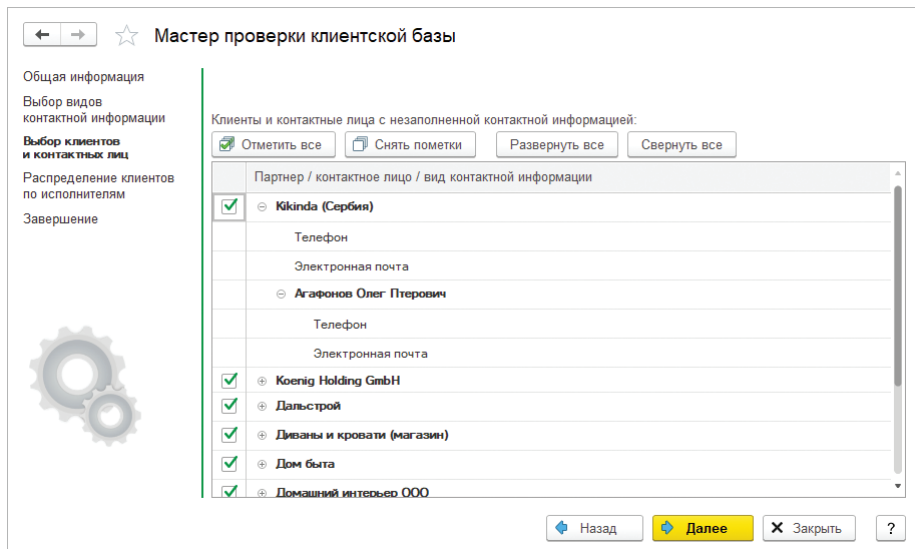 Мастер проверки клиентской базы
Общая информация
Выбор видов
контактной информации
Выбор клиентов
и контактных лиц
Распределение клиентов
по исполнителям
Завершение
Клиенты и контактные лица с незаполненной контактной информацией:
Отметить все Снять пометки Развернуть все Свернуть все
Партнер / контактное лицо / вид контактной информации
Kikinda (Сербия)
Телефон
Электронная почта
Агафонов Олег Птерович
Телефон
Электронная почта
Koenig Holding GmbH
Дальстрой
Диваны и кровати (магазин)
Дом быта
Домашний интерьер ООО
Назад Далее Закрыть ?